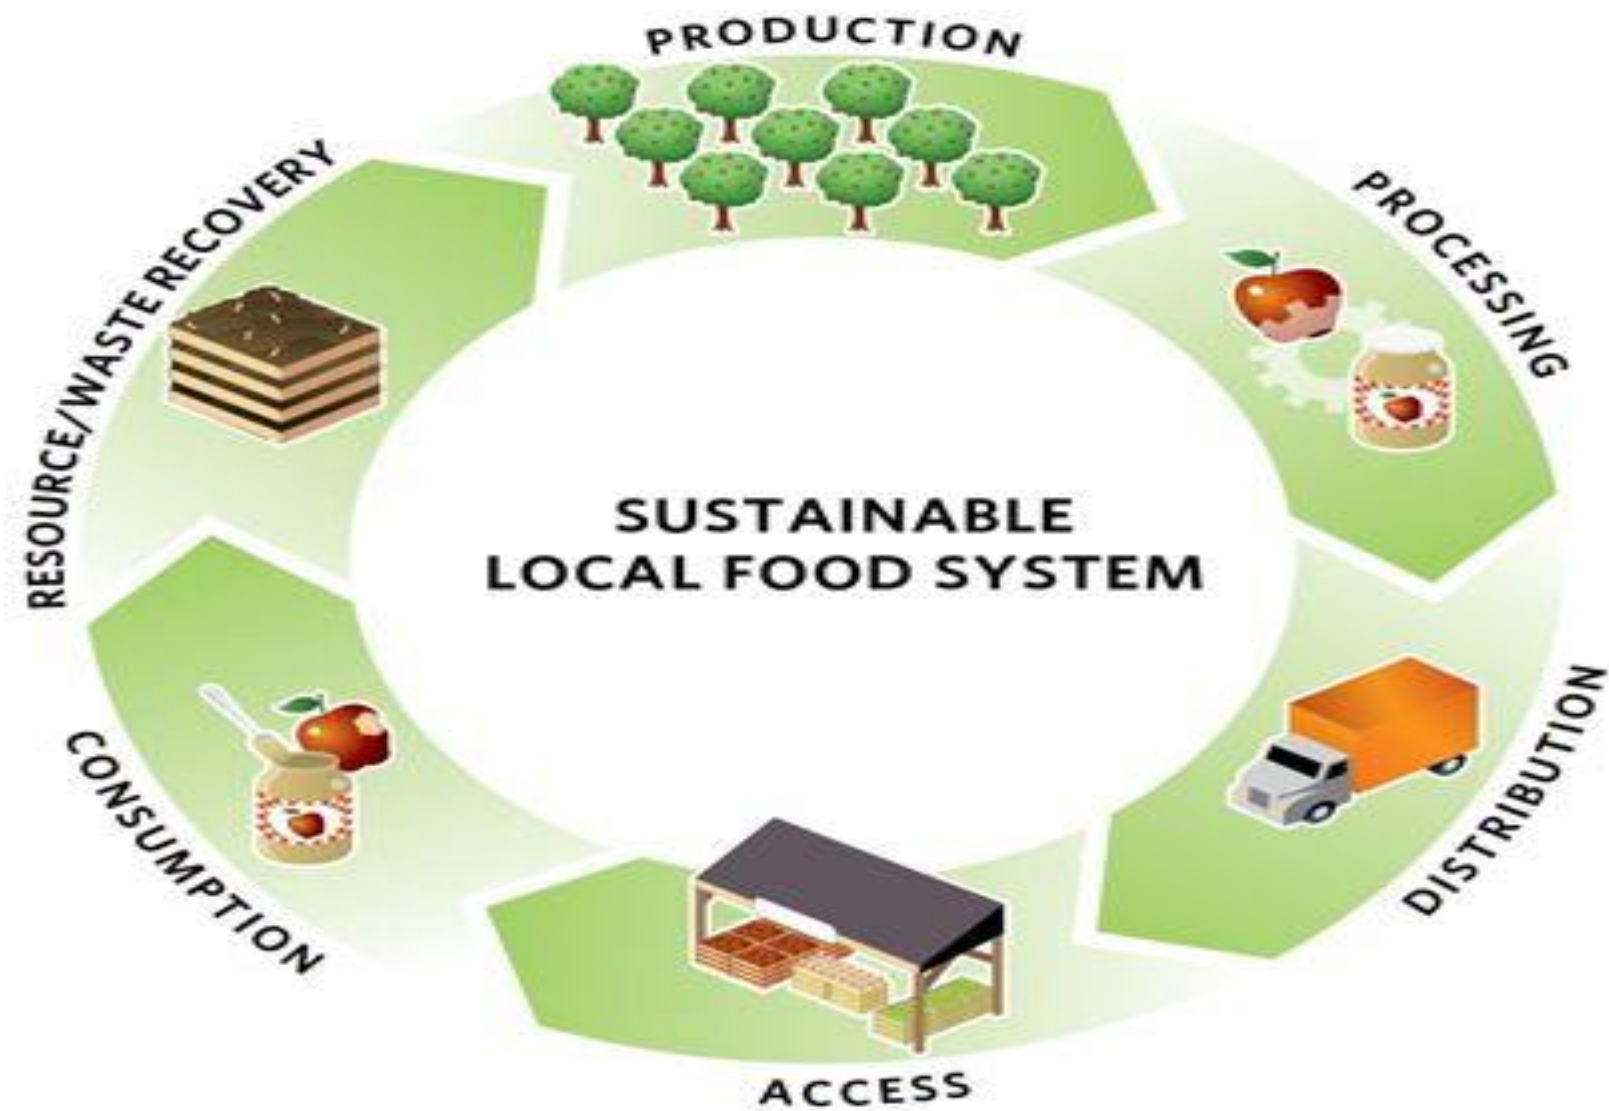 PRODUCTION
PROCESSING
DISTRIBUTION
ACCESS
CONSUMPTION
RESOURCE/WASTE RECOVERY
SUSTAINABLE
LOCAL FOOD SYSTEM